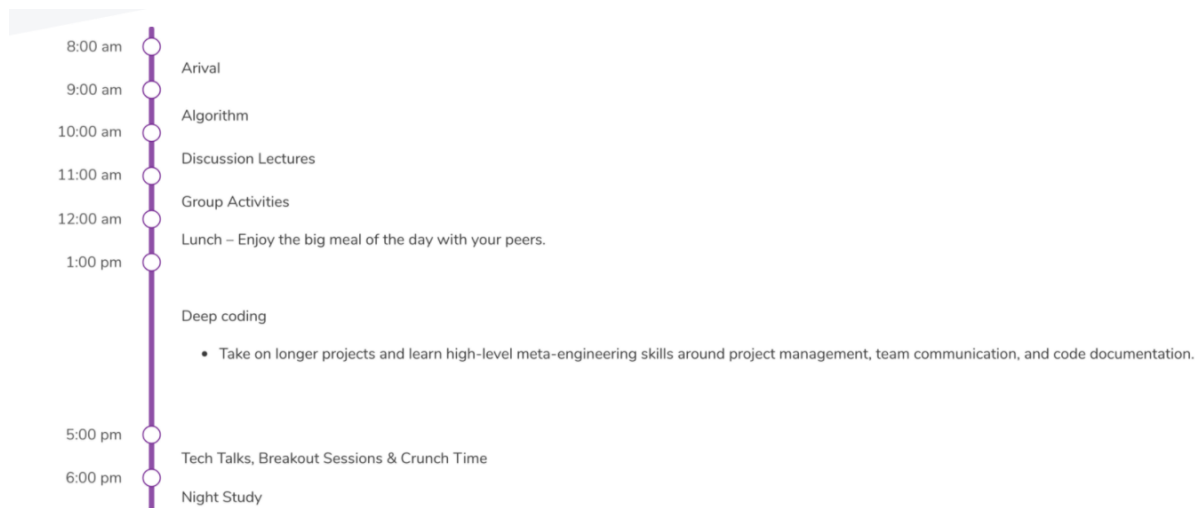 8:00 am
Arival
9:00 am
Algorithm
10:00 am
Discussion Lectures
11:00 am
Group Activities
12:00 am
Lunch – Enjoy the big meal of the day with your peers.
1:00 pm
Deep coding
• Take on longer projects and learn high-level meta-engineering skills around project management, team communication, and code documentation.
5:00 pm
Tech Talks, Breakout Sessions & Crunch Time
6:00 pm
Night Study